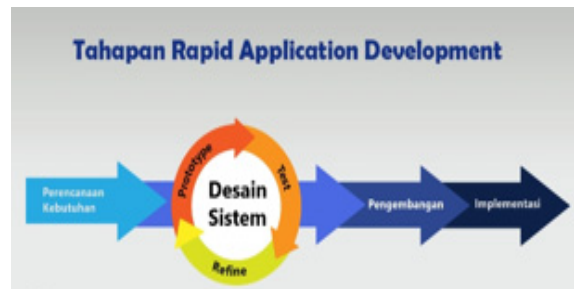 Tahapan Rapid Application Development
Perencanaan
Kebutuhan
Prototype
Test
Refine
Desain
Sistem
Pengembangan
Implementasi